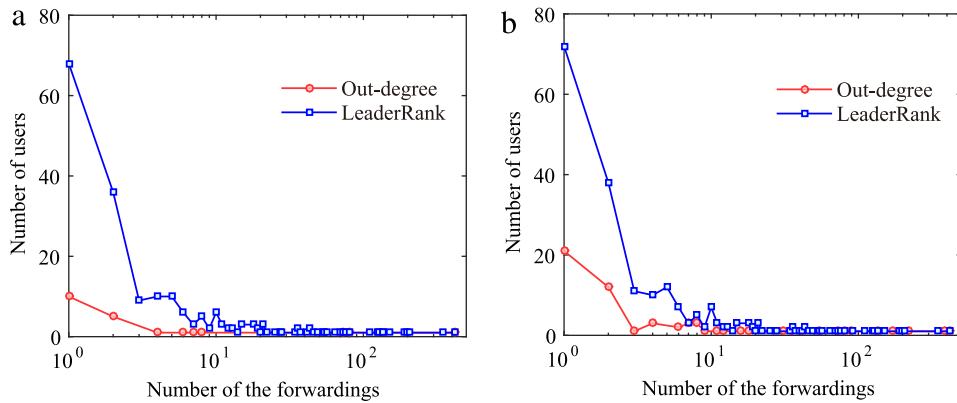 a
80
60
40
20
0
Number of users
Out-degree
LeaderRank
10^0
10^1
10^2
Number of the forwardings
b
80
60
40
20
0
Number of users
Out-degree
LeaderRank
10^0
10^1
10^2
Number of the forwardings